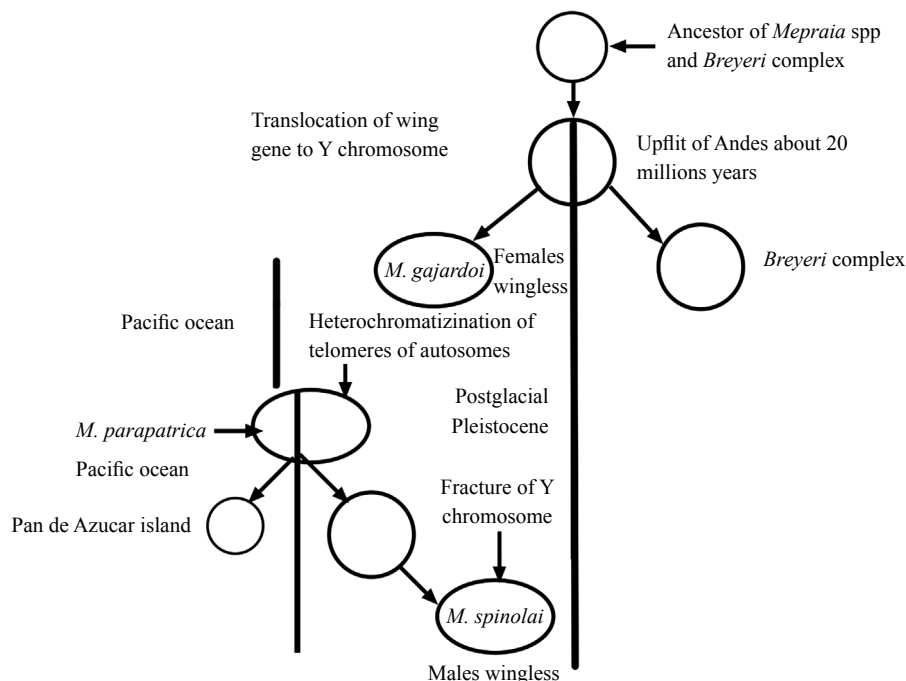 Ancestor of Mepraia spp
and Breyeri complex
Translocation of wing
gene to Y chromosome
Upflit of Andes about 20
millions years
M. gajardoi
Females
wingless
Breyeri complex
Pacific ocean
Heterochromatizination of
telomeres of autosomes
M. parapatrica
Postglacial
Pleistocene
Pacific ocean
Fracture of Y
chromosome
Pan de Azucar island
M. spinolai
Males wingless